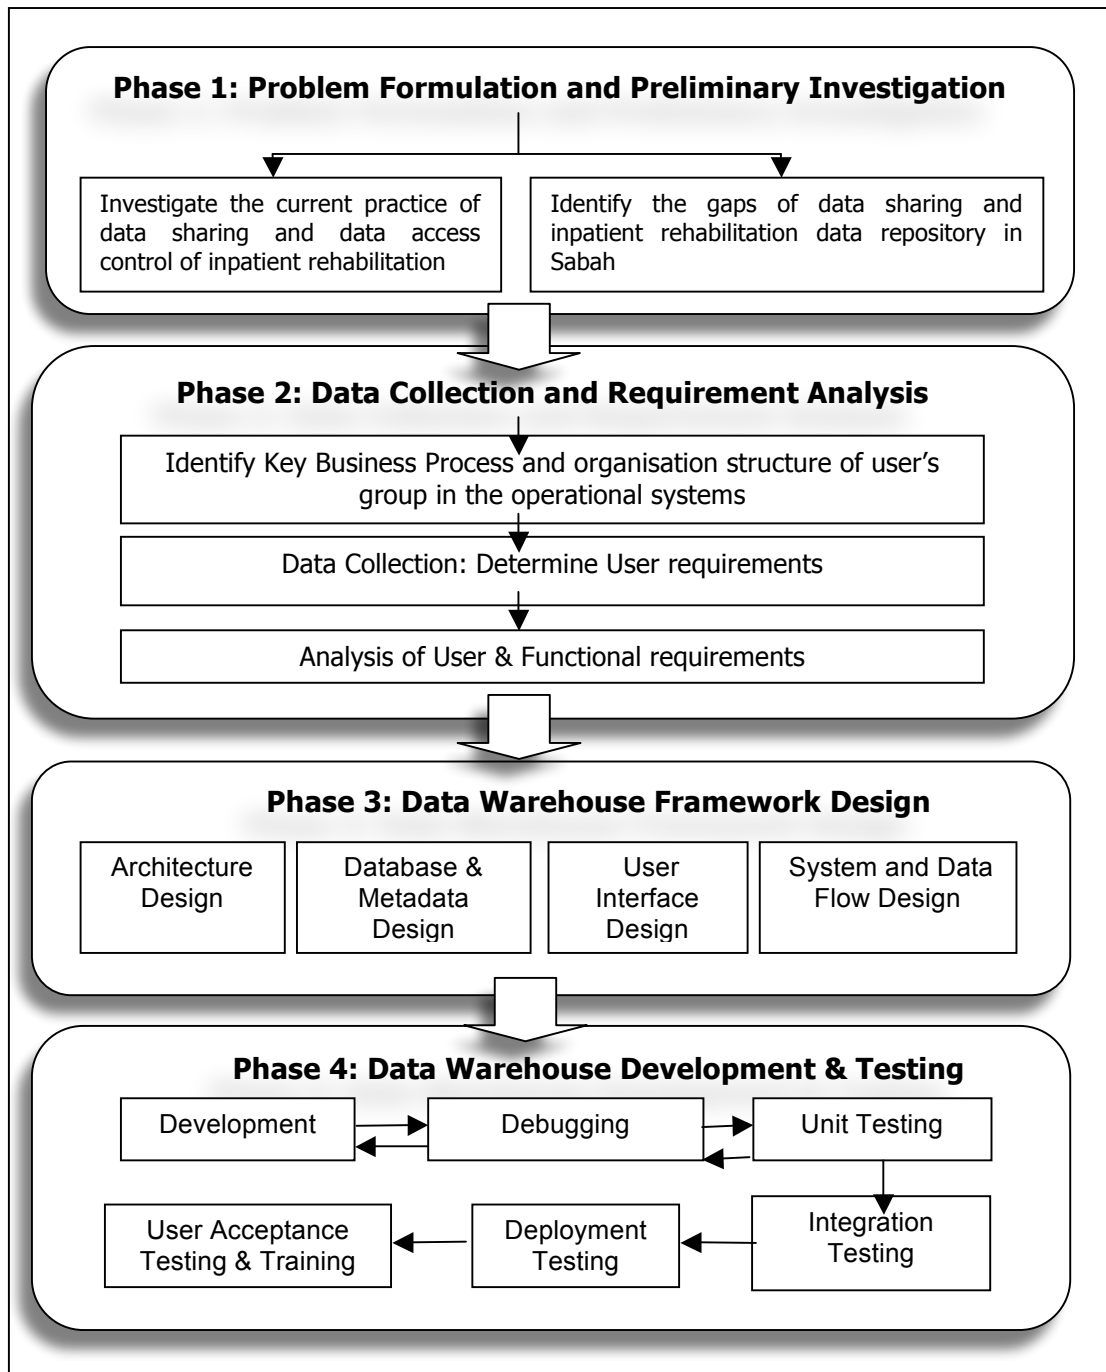 Phase 1: Problem Formulation and Preliminary Investigation
Investigate the current practice of
data sharing and data access
control of inpatient rehabilitation
Identify the gaps of data sharing and
inpatient rehabilitation data repository in
Sabah
Phase 2: Data Collection and Requirement Analysis
Identify Key Business Process and organisation structure of user’s
group in the operational systems
Data Collection: Determine User requirements
Analysis of User & Functional requirements
Phase 3: Data Warehouse Framework Design
Architecture
Design
Database &
Metadata
Design
User
Interface
Design
System and Data
Flow Design
Phase 4: Data Warehouse Development & Testing
Development
Debugging
Unit Testing
Integration
Testing
Deployment
Testing
User Acceptance
Testing & Training